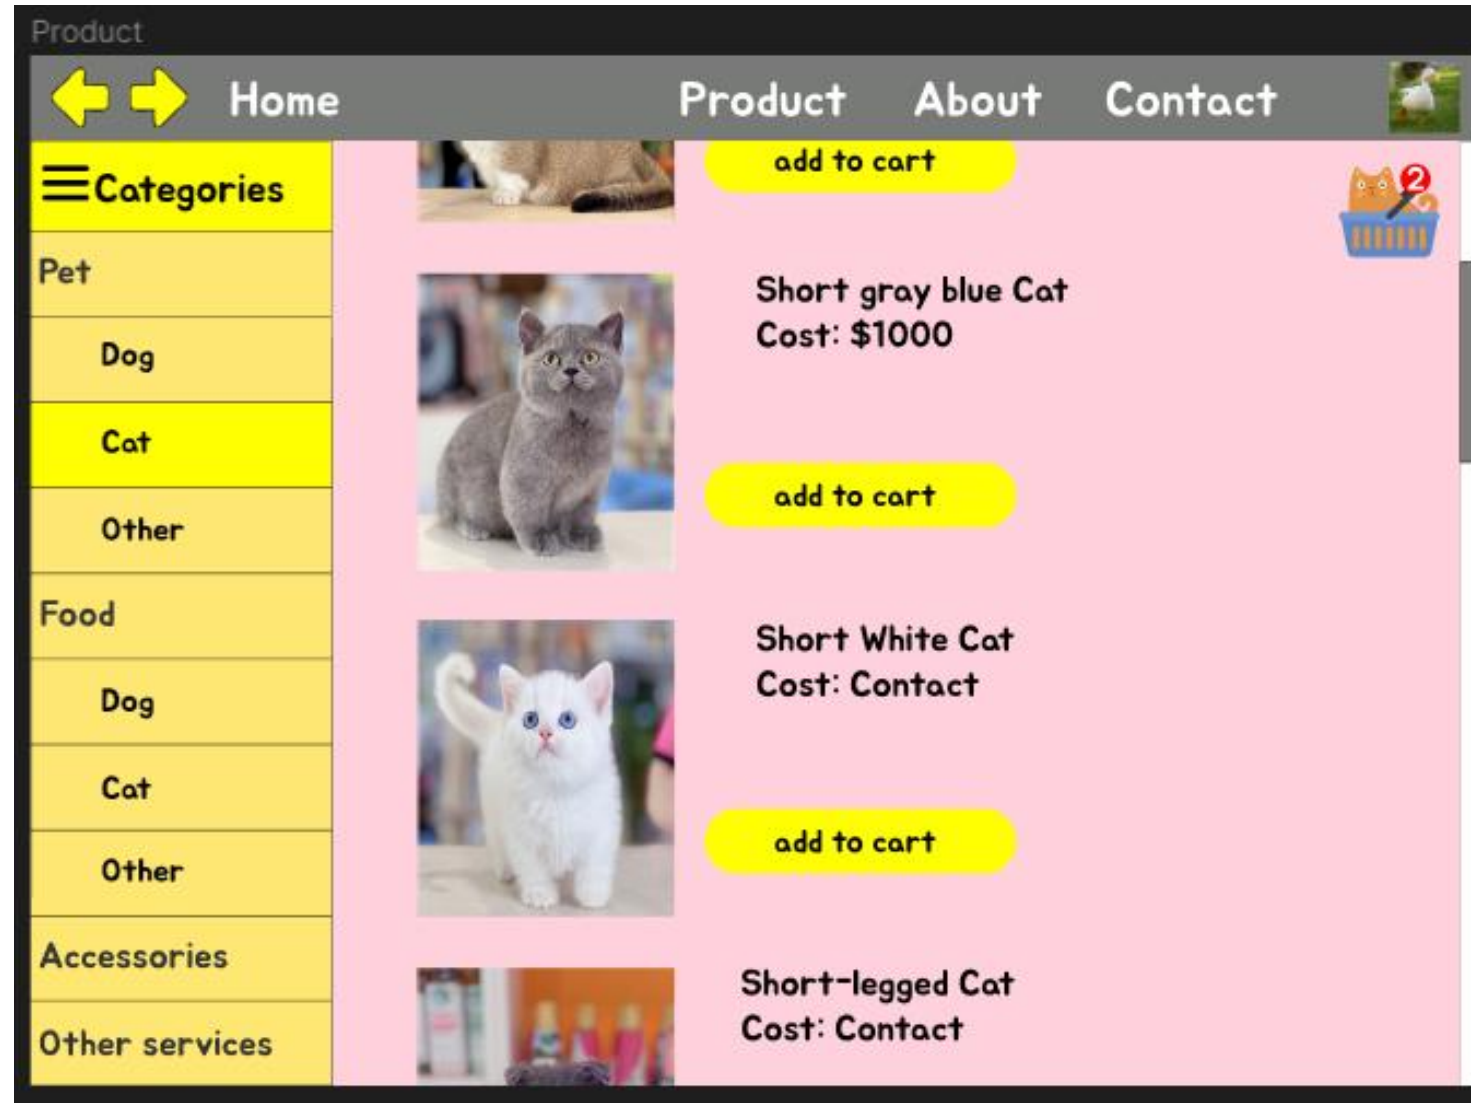 Product
Home
Product
About
Contact
Categories
Pet
Dog
Cat
Other
Food
Dog
Cat
Other
Accessories
Other services
add to cart
2
Short gray blue Cat
Cost: $1000
add to cart
Short White Cat
Cost: Contact
add to cart
Short-legged Cat
Cost: Contact